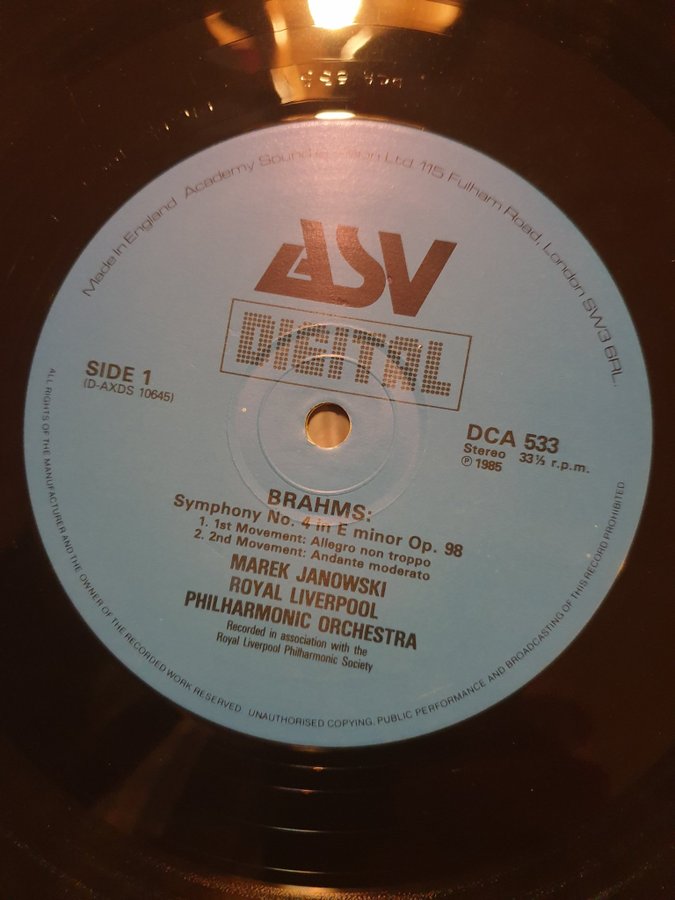 Made in England Academy Sound & Vision Ltd. 115 Fulham Road, London SW3 6RL.
ASV
DIGITAL
SIDE 1
(D-AXDS 10645)
DCA 533
Stereo 33⅓ r.p.m.
℗ 1985
BRAHMS:
Symphony No. 4 in E minor Op. 98
1. 1st Movement: Allegro non troppo
2. 2nd Movement: Andante moderato
MAREK JANOWSKI
ROYAL LIVERPOOL
PHILHARMONIC ORCHESTRA
Recorded in association with the
Royal Liverpool Philharmonic Society
ALL RIGHTS OF THE MANUFACTURER AND THE OWNER OF THE RECORDED WORK RESERVED UNAUTHORISED COPYING, PUBLIC PERFORMANCE AND BROADCASTING OF THIS RECORD PROHIBITED